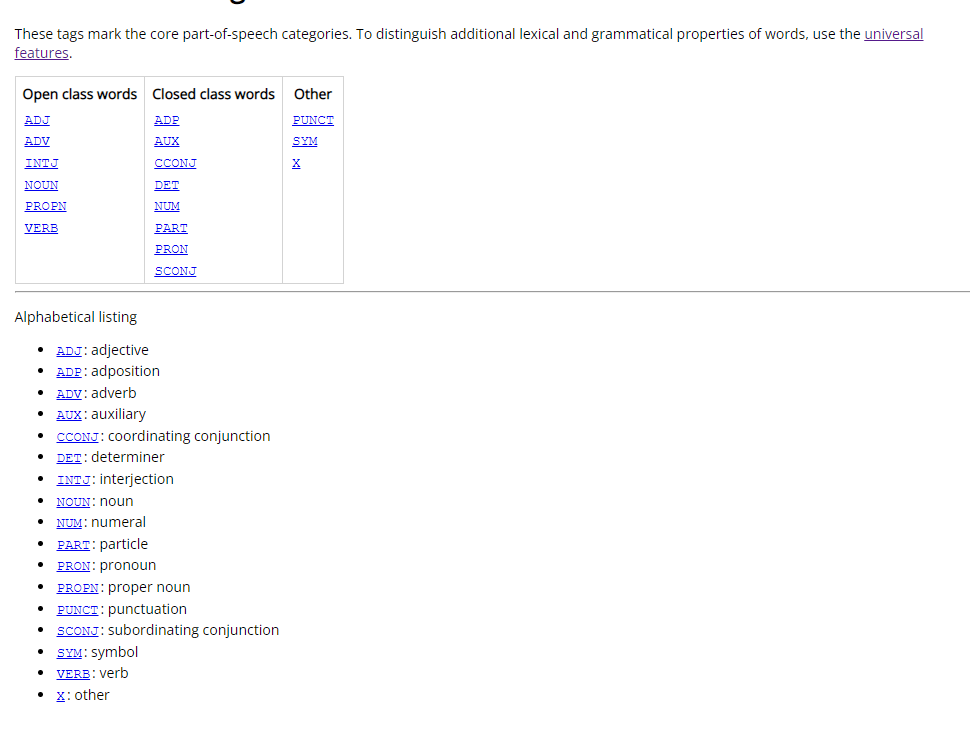 These tags mark the core part-of-speech categories. To distinguish additional lexical and grammatical properties of words, use the universal
features.
Open class words Closed class words Other
ADJ ADP PUNCT
ADV AUX SYM
INTJ CCONJ X
NOUN DET
PROPN NUM
VERB PART
PRON
SCONJ
Alphabetical listing
• ADJ: adjective
• ADP: adposition
• ADV: adverb
• AUX: auxiliary
• CCONJ: coordinating conjunction
• DET: determiner
• INTJ: interjection
• NOUN: noun
• NUM: numeral
• PART: particle
• PRON: pronoun
• PROPN: proper noun
• PUNCT: punctuation
• SCONJ: subordinating conjunction
• SYM: symbol
• VERB: verb
• X: other